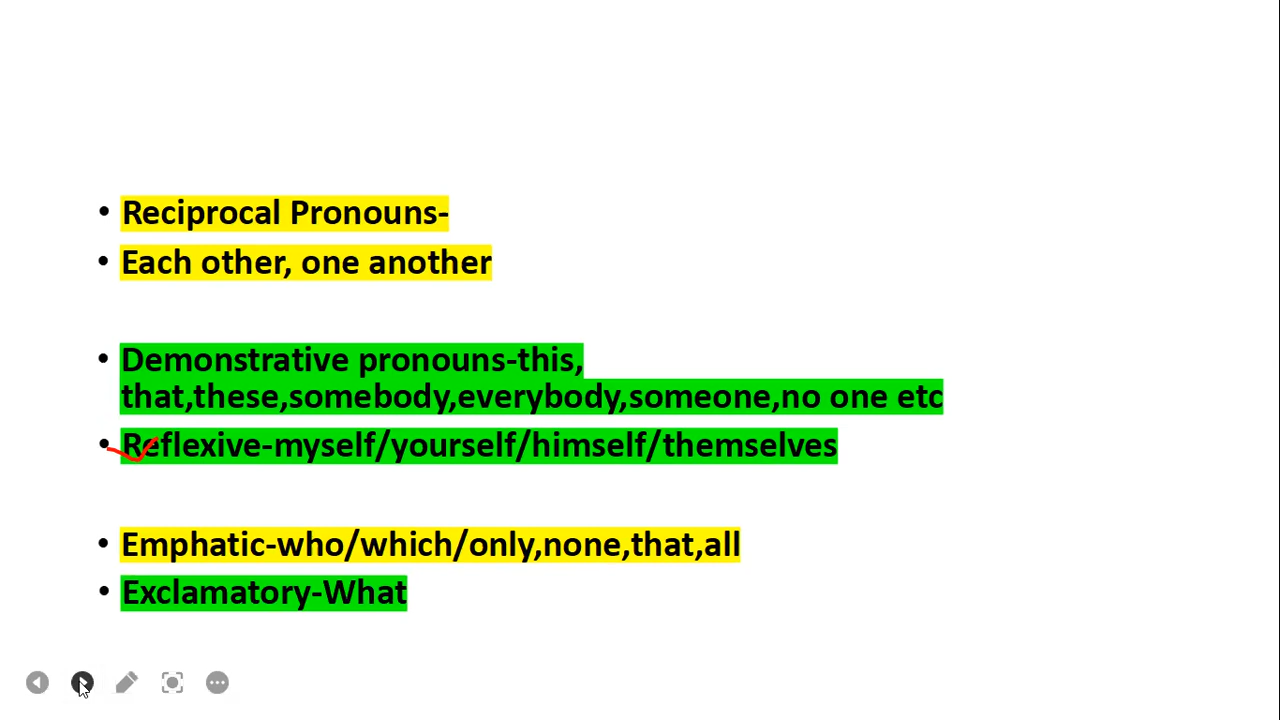 • Reciprocal Pronouns-
• Each other, one another
• Demonstrative pronouns-this,
that,these,somebody,everybody,someone,no one etc
• Reflexive-myself/yourself/himself/themselves
• Emphatic-who/which/only,none,that,all
• Exclamatory-What